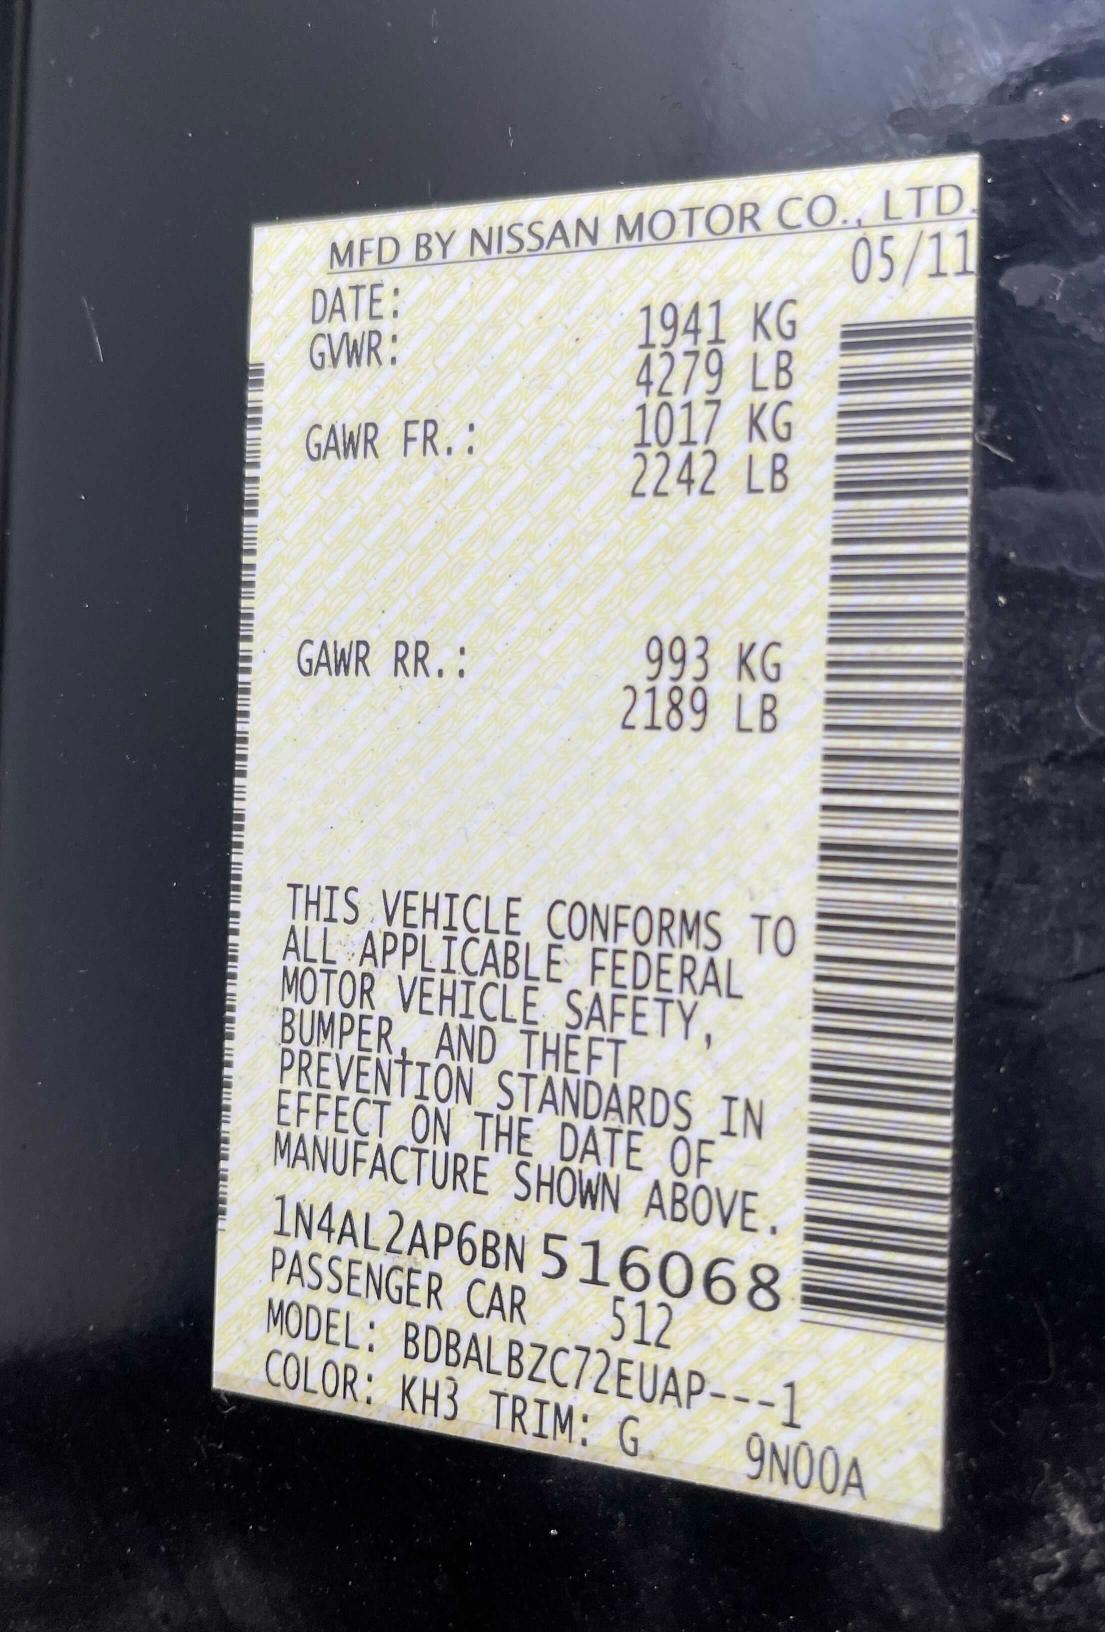 MFD BY NISSAN MOTOR CO., LTD.
DATE: 05/11
GVWR: 1941 KG
4279 LB
GAWR FR.: 1017 KG
2242 LB
GAWR RR.: 993 KG
2189 LB
THIS VEHICLE CONFORMS TO
ALL APPLICABLE FEDERAL
MOTOR VEHICLE SAFETY,
BUMPER, AND THEFT
PREVENTION STANDARDS IN
EFFECT ON THE DATE OF
MANUFACTURE SHOWN ABOVE.
1N4AL2AP6BN 516068
PASSENGER CAR 512
MODEL: BDBALBZC72EUAP---1
COLOR: KH3 TRIM: G 9N00A